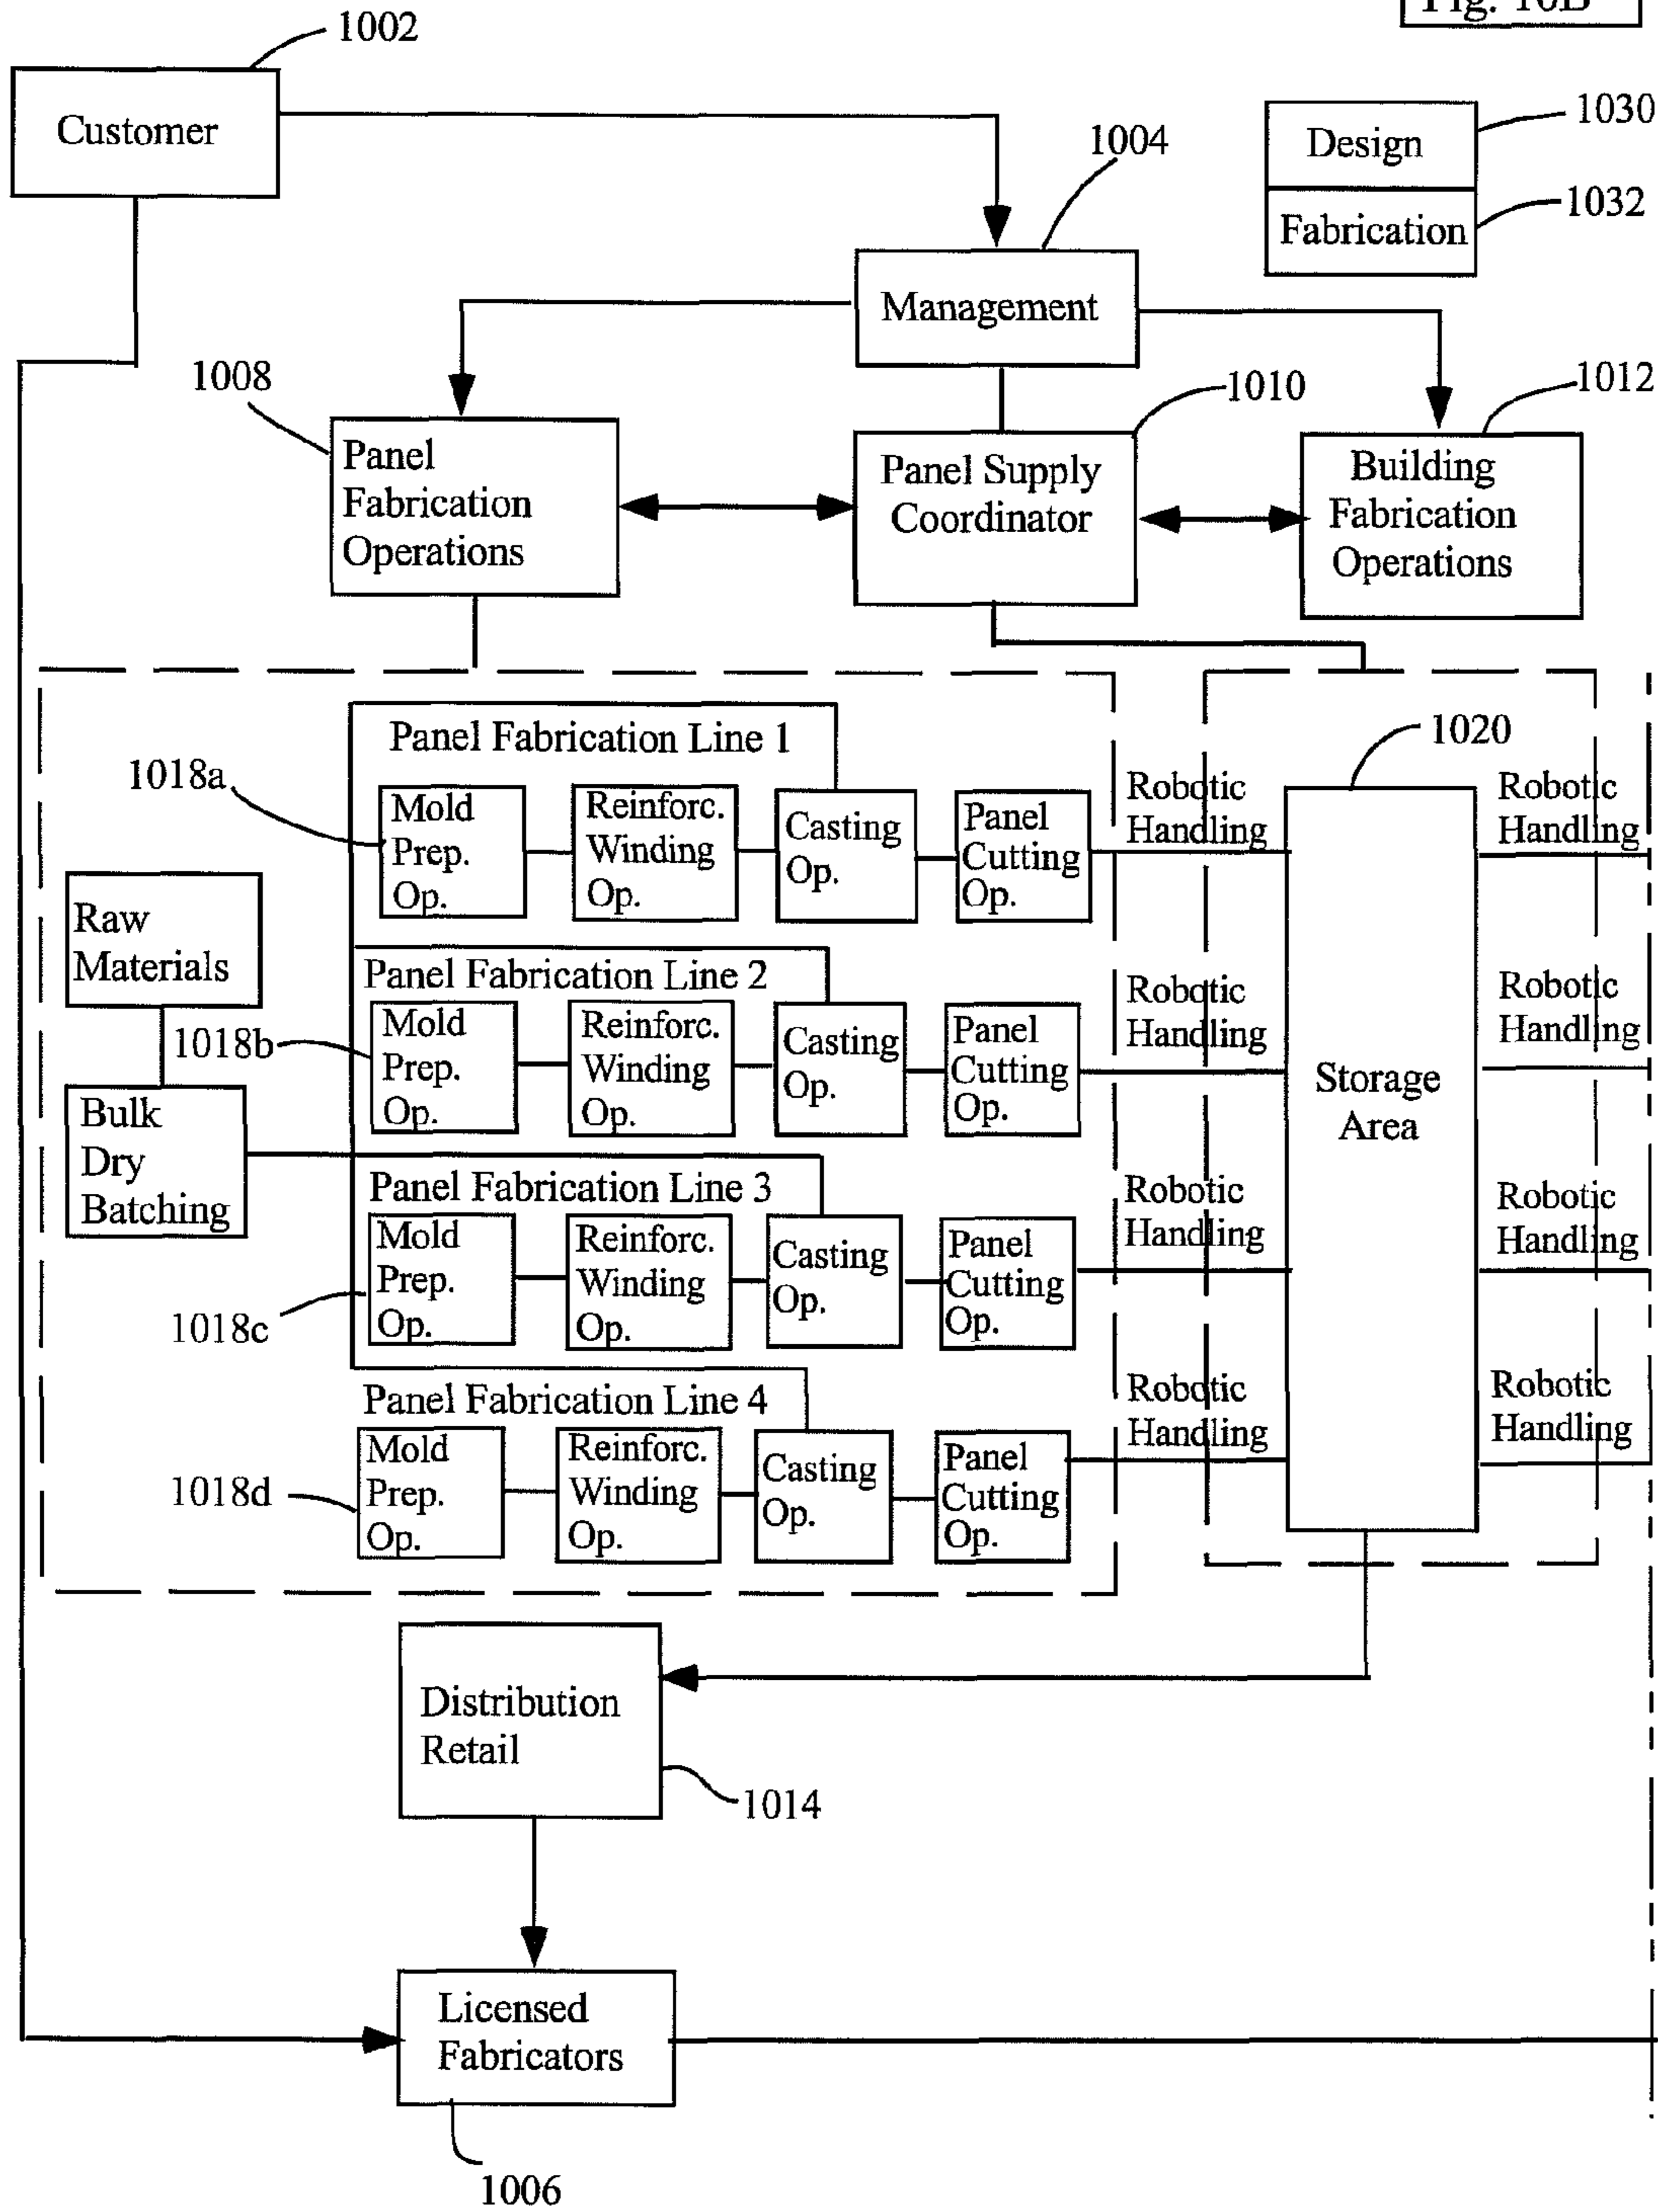 Fig. 10B
1002
Customer
1030
Design
1004
1032
Fabrication
Management
1008
1010
1012
Panel
Fabrication
Operations
Panel Supply
Coordinator
Building
Fabrication
Operations
1020
Panel Fabrication Line 1
1018a
Mold
Prep.
Op.
Reinforc.
Winding
Op.
Casting
Op.
Panel
Cutting
Op.
Robotic
Handling
Robotic
Handling
Raw
Materials
Panel Fabrication Line 2
1018b
Mold
Prep.
Op.
Reinforc.
Winding
Op.
Casting
Op.
Panel
Cutting
Op.
Robotic
Handling
Storage
Area
Robotic
Handling
Bulk
Dry
Batching
Panel Fabrication Line 3
1018c
Mold
Prep.
Op.
Reinforc.
Winding
Op.
Casting
Op.
Panel
Cutting
Op.
Robotic
Handling
Robotic
Handling
Panel Fabrication Line 4
1018d
Mold
Prep.
Op.
Reinforc.
Winding
Op.
Casting
Op.
Panel
Cutting
Op.
Robotic
Handling
Robotic
Handling
Distribution
Retail
1014
Licensed
Fabricators
1006